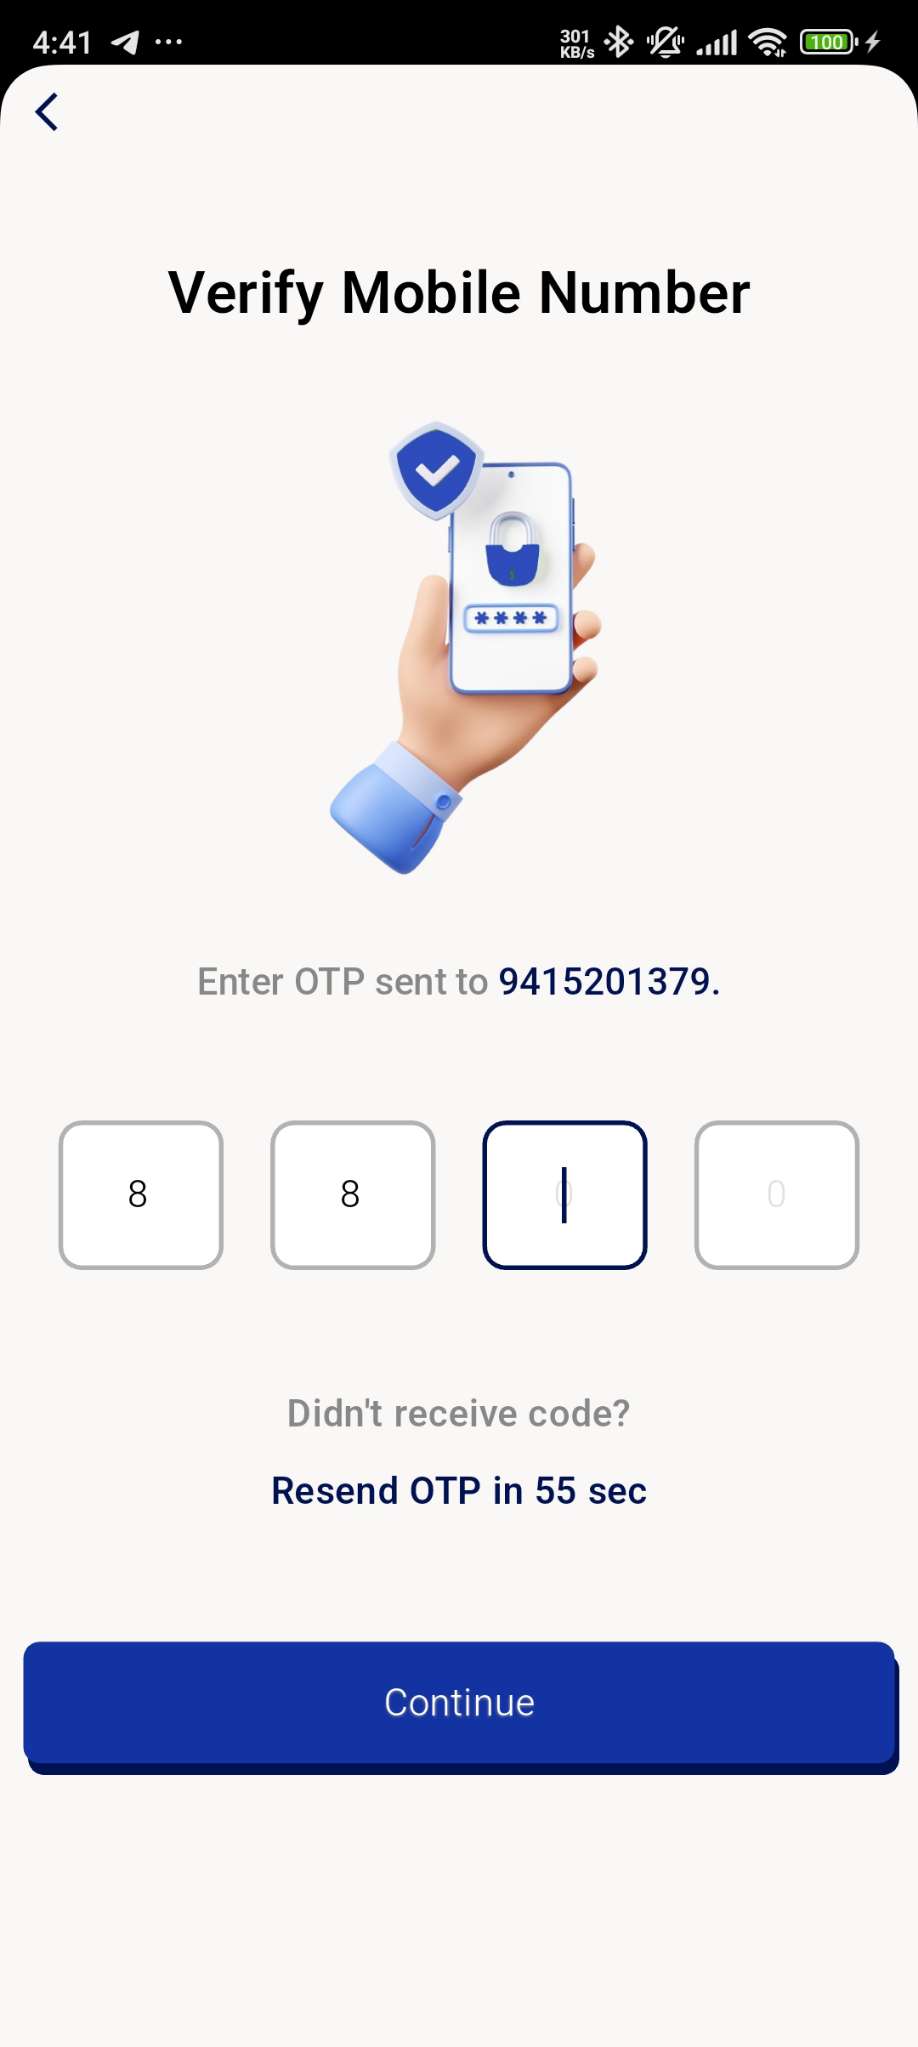 4:41 ... 301 KB/s 100
Verify Mobile Number
****
Enter OTP sent to 9415201379.
8 8 0 0
Didn't receive code?
Resend OTP in 55 sec
Continue